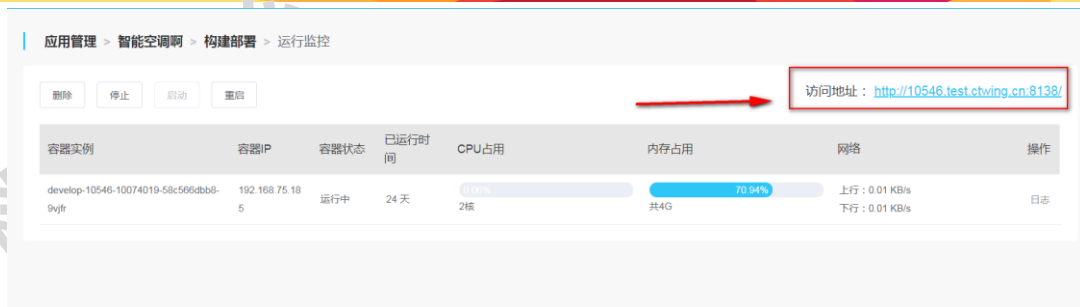 应用管理 > 智能空调啊 > 构建部署 > 运行监控
删除 停止 启动 重启
访问地址： http://10546.test.ctwing.cn:8138/
容器实例 容器IP 容器状态 已运行时间 CPU占用 内存占用 网络 操作
develop-10546-10074019-58c566dbb8-9vjfr
192.168.75.185
运行中
24 天
0.06%
2核
70.94%
共4G
上行：0.01 KB/s
下行：0.01 KB/s
日志